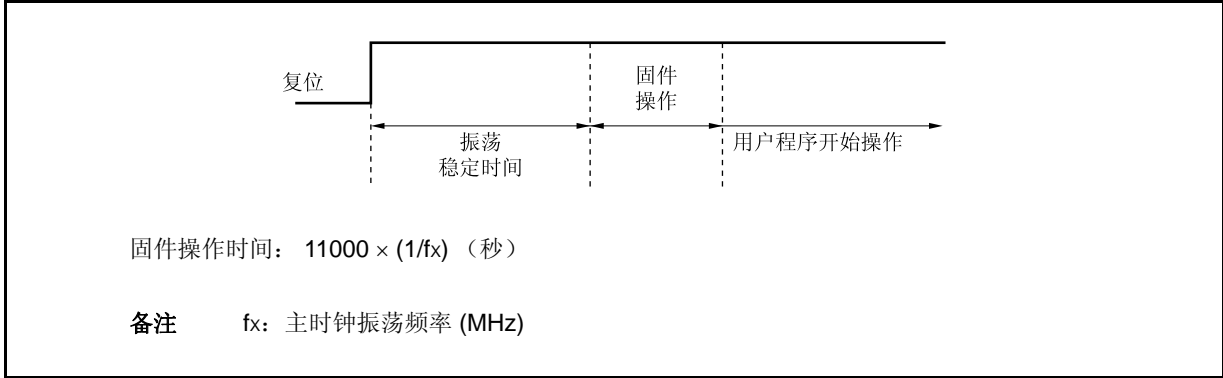 复位
固件
操作
振荡
稳定时间
用户程序开始操作
固件操作时间： 11000 × (1/fx) （秒）
备注 fx：主时钟振荡频率 (MHz)